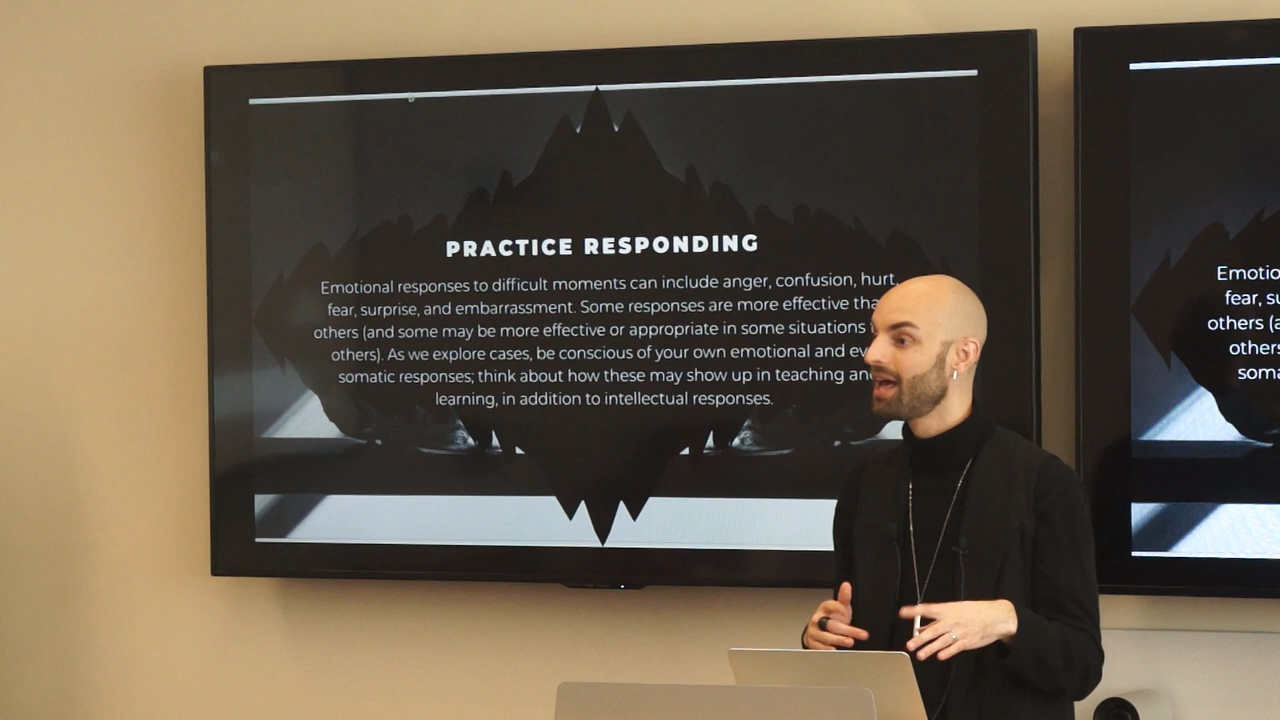 PRACTICE RESPONDING
Emotional responses to difficult moments can include anger, confusion, hurt,
fear, surprise, and embarrassment. Some responses are more effective
others (and some may be more effective or appropriate in some situations
others). As we explore cases, be conscious of your own emotional and
somatic responses; think about how these may show up in teaching
learning, in addition to intellectual responses.
others